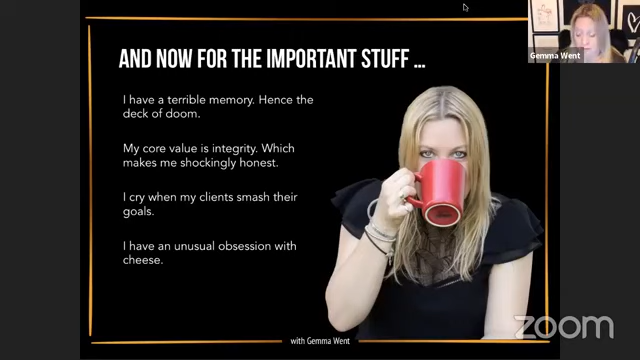 AND NOW FOR THE IMPORTANT STUFF ...
I have a terrible memory. Hence the
deck of doom.
My core value is integrity. Which
makes me shockingly honest.
I cry when my clients smash their
goals.
I have an unusual obsession with
cheese.
with Gemma Went
Gemma Went
zoom